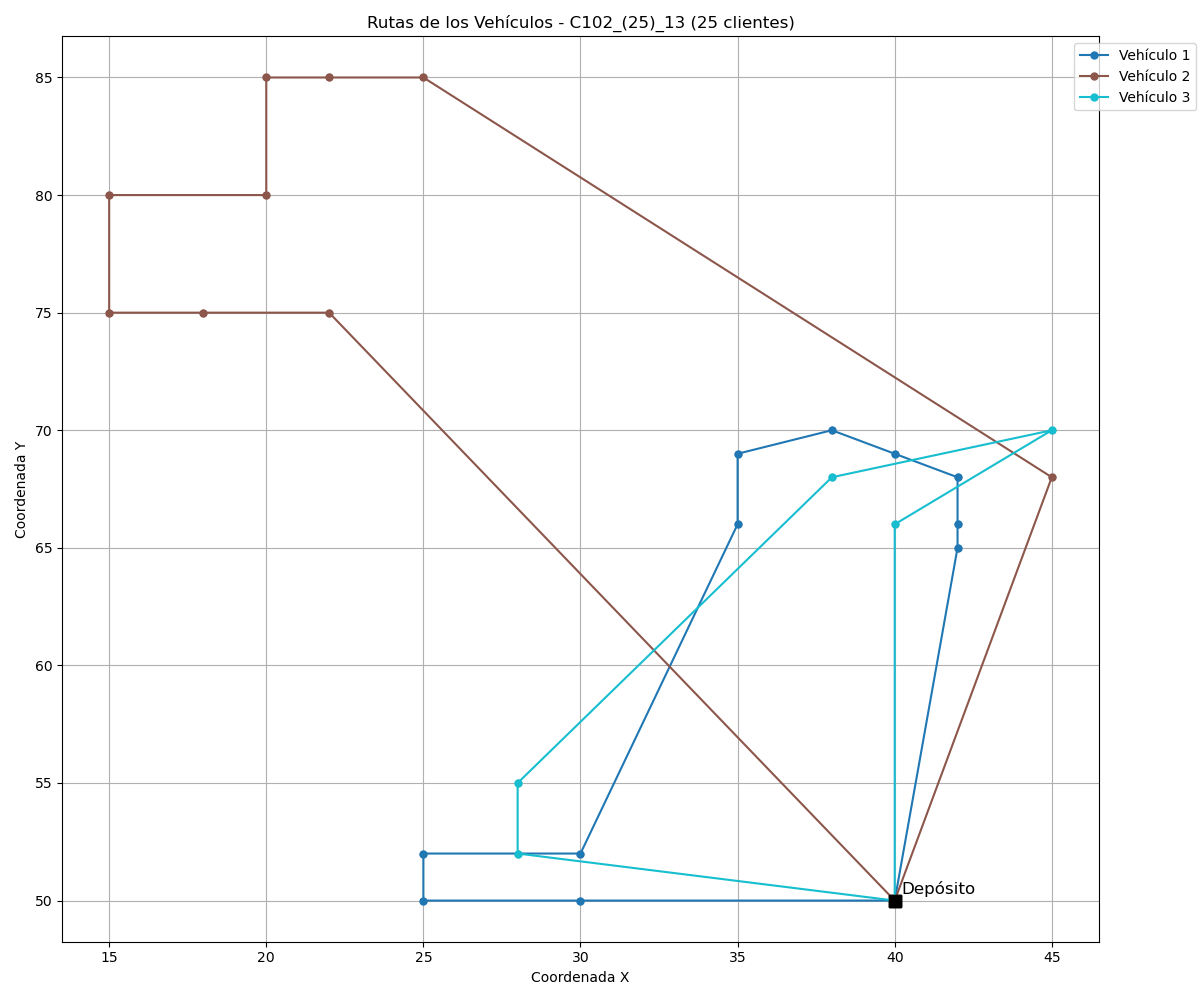 Rutas de los Vehículos - C102_(25)_13 (25 clientes)
Vehículo 1
Vehículo 2
Vehículo 3
Coordenada Y
85
80
75
70
65
60
55
50
Depósito
15 20 25 30 35 40 45
Coordenada X